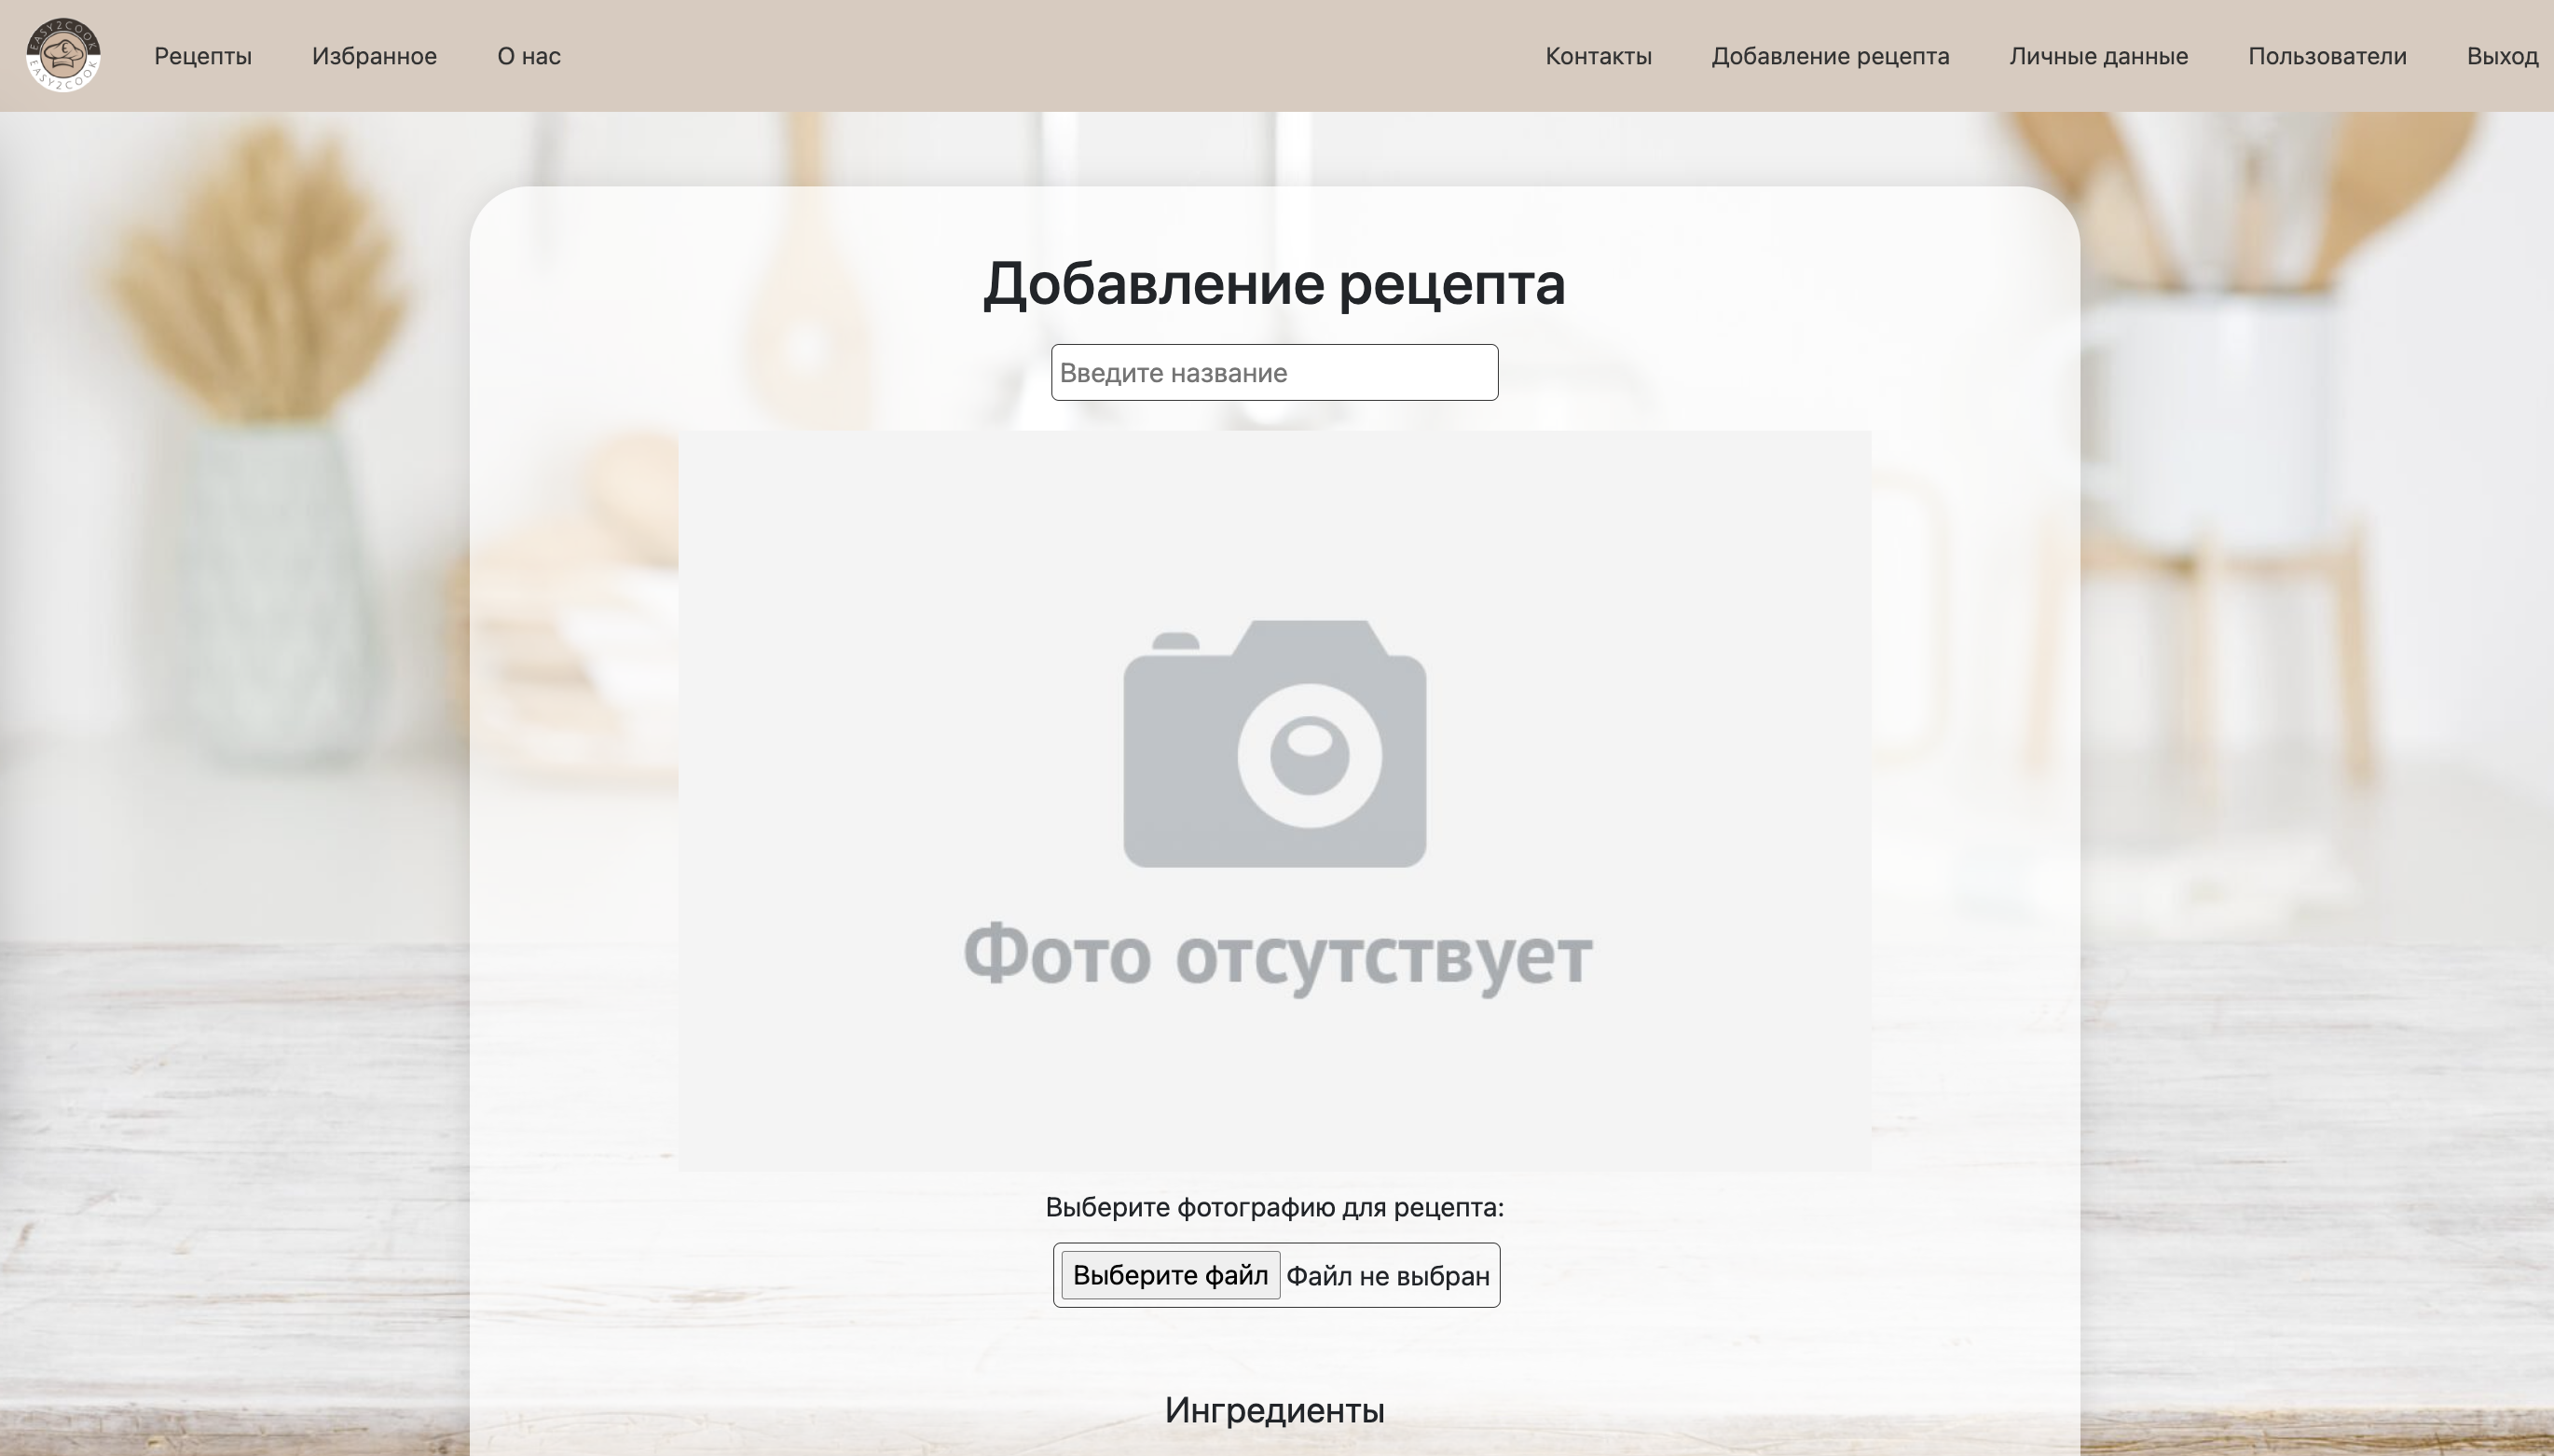 EASY2COOK
EASY2COOK
Рецепты Избранное О нас Контакты Добавление рецепта Личные данные Пользователи Выход
Добавление рецепта
Введите название
Фото отсутствует
Выберите фотографию для рецепта:
Выберите файл Файл не выбран
Ингредиенты